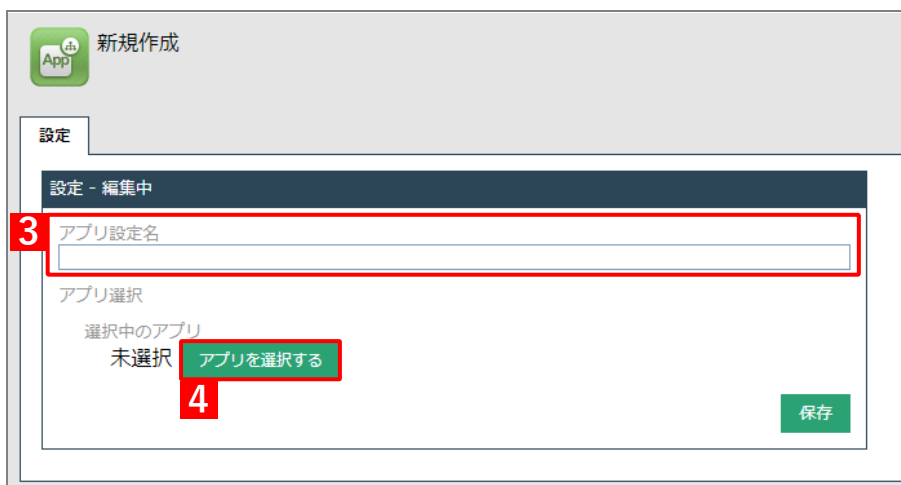 App
新規作成
設定
設定 - 編集中
3
アプリ設定名
アプリ選択
選択中のアプリ
未選択 アプリを選択する
4
保存